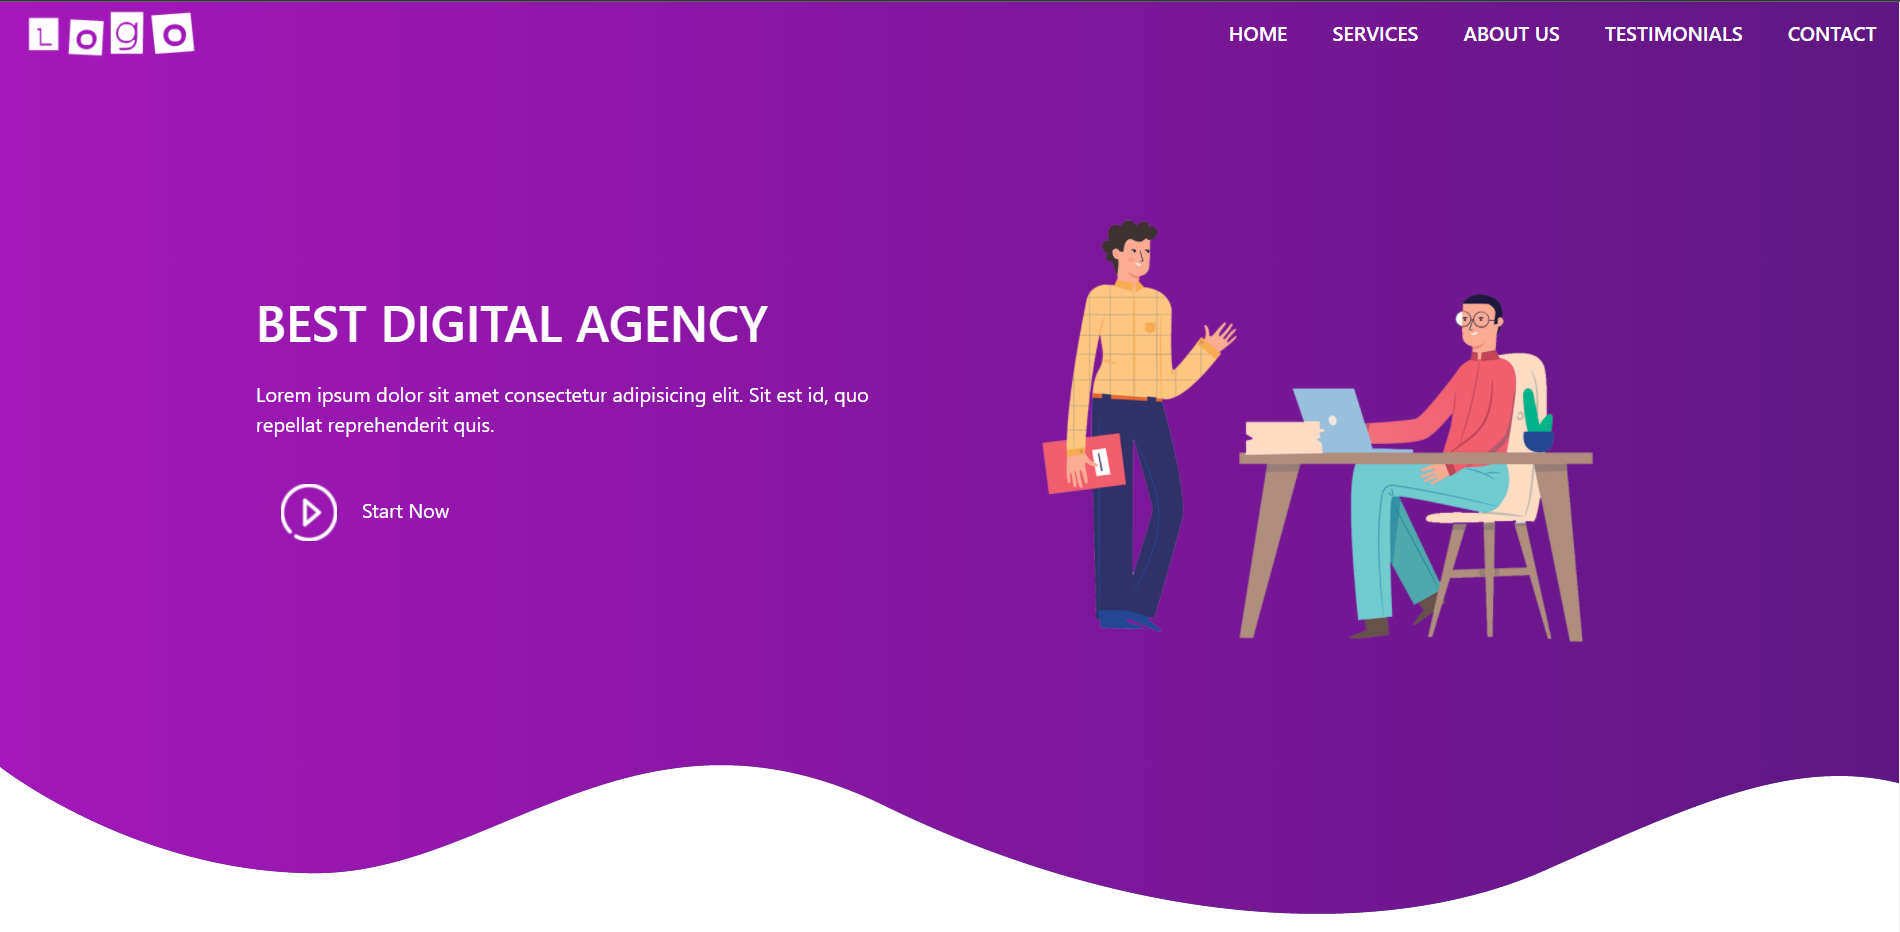 Logo
HOME SERVICES ABOUT US TESTIMONIALS CONTACT
BEST DIGITAL AGENCY
Lorem ipsum dolor sit amet consectetur adipisicing elit. Sit est id, quo
repellat reprehenderit quis.
Start Now